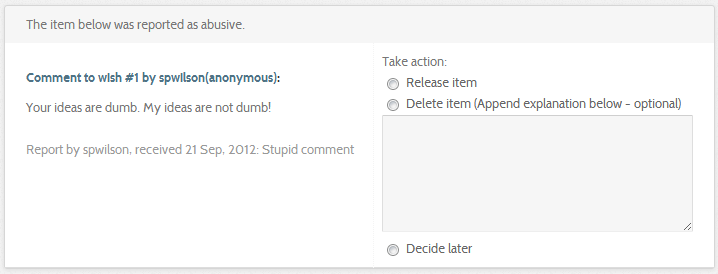 The item below was reported as abusive.
Comment to wish #1 by spwilson(anonymous):
Your ideas are dumb. My ideas are not dumb!
Report by spwilson, received 21 Sep, 2012: Stupid comment
Take action:
Release item
Delete item (Append explanation below - optional)
Decide later